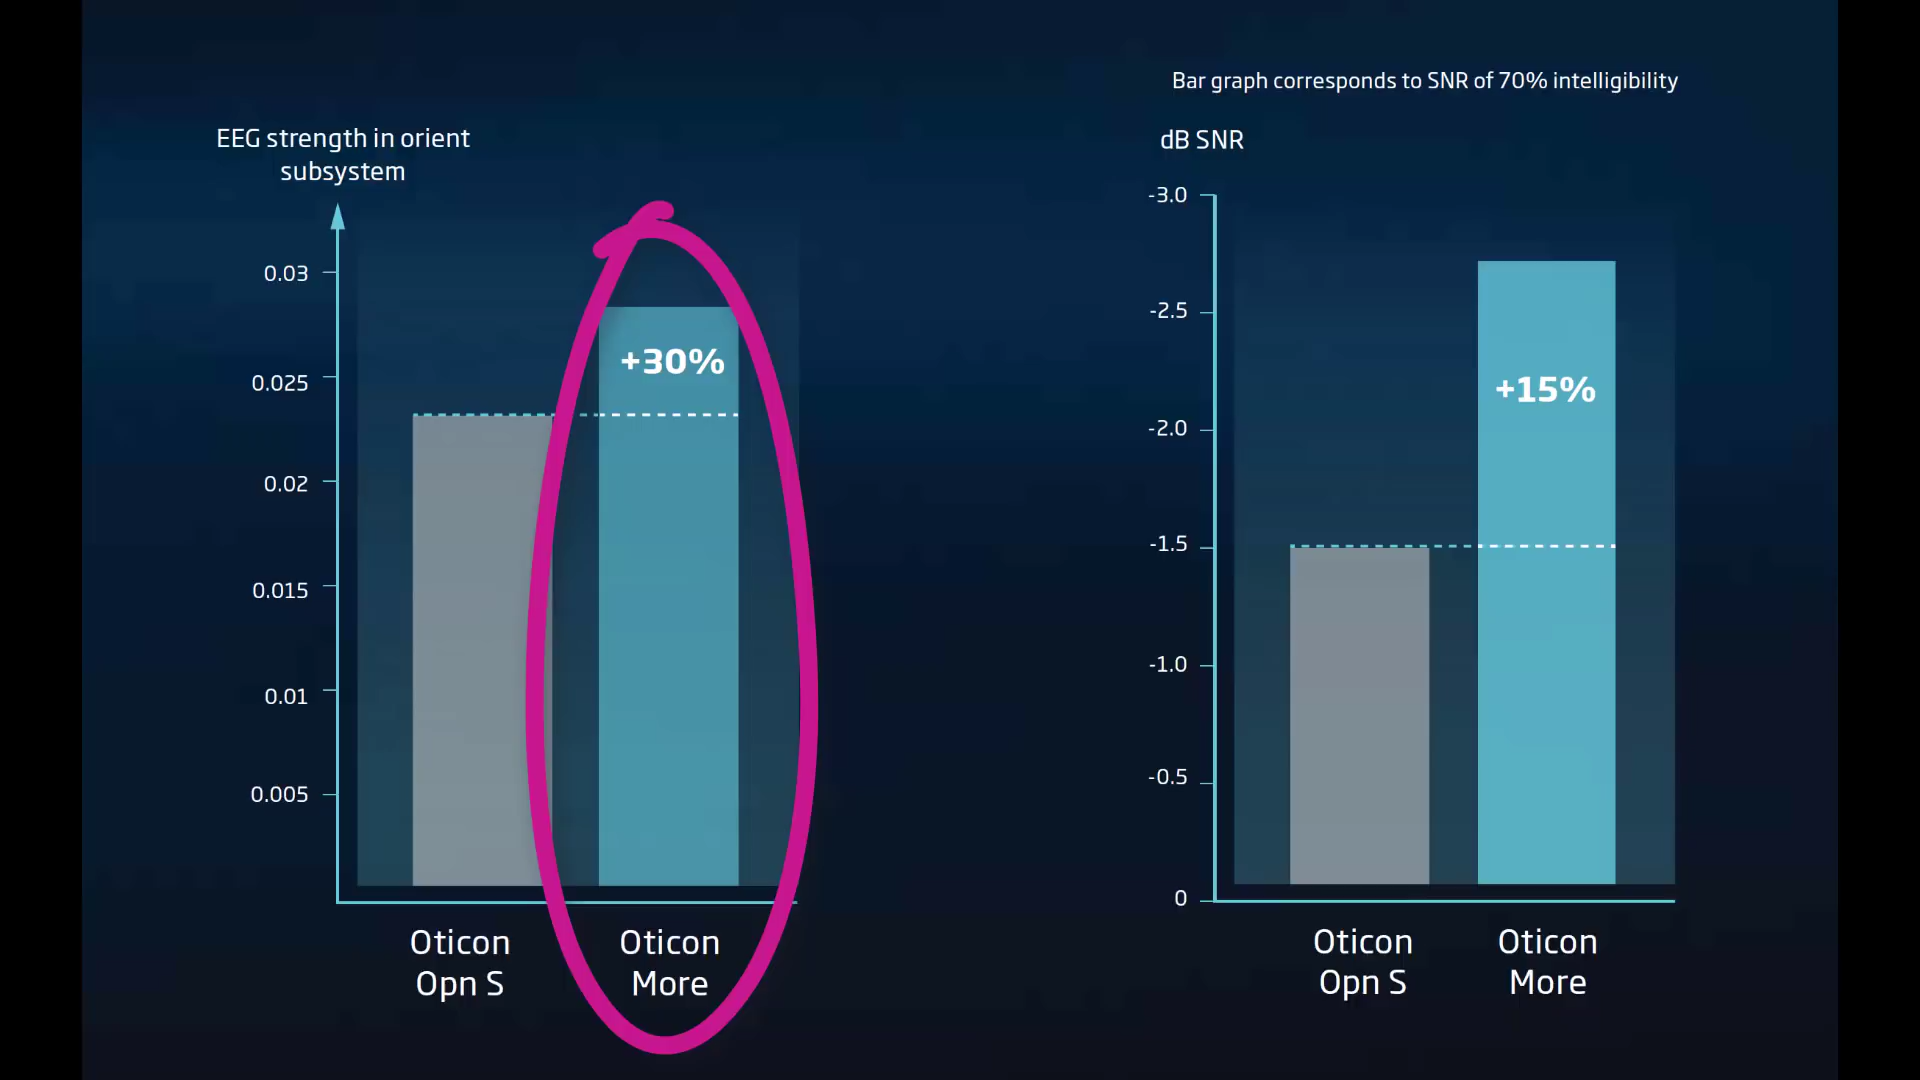 EEG strength in orient
subsystem
0.03
0.025
0.02
0.015
0.01
0.005
+30%
Oticon
Opn S
Oticon
More
Bar graph corresponds to SNR of 70% intelligibility
dB SNR
-3.0
-2.5
-2.0
-1.5
-1.0
-0.5
0
+15%
Oticon
Opn S
Oticon
More